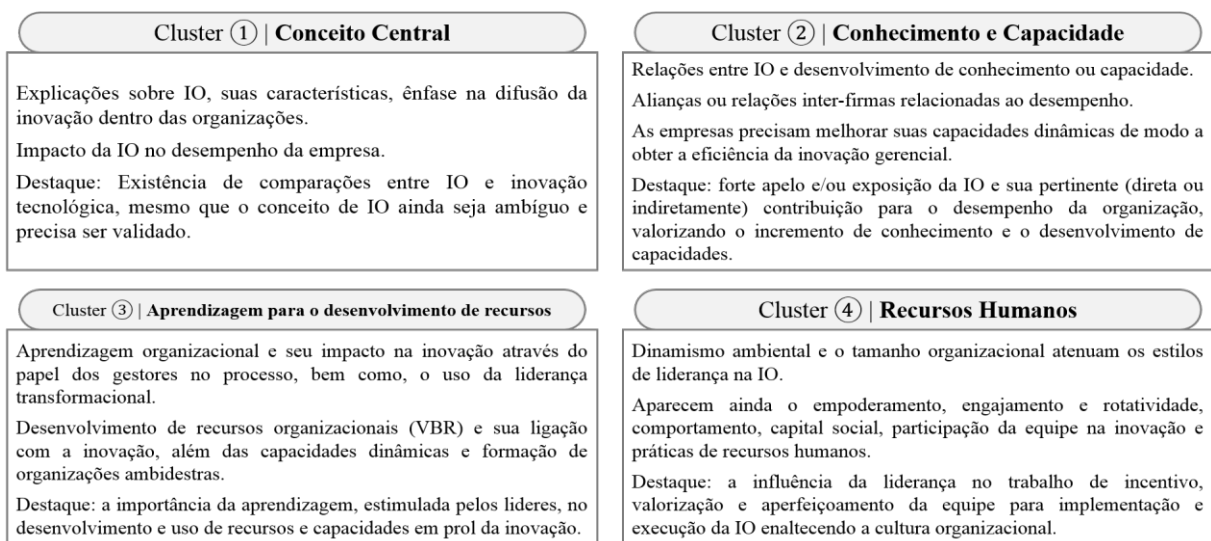 Cluster ① | Conceito Central
Explicações sobre IO, suas características, ênfase na difusão da
inovação dentro das organizações.
Impacto da IO no desempenho da empresa.
Destaque: Existência de comparações entre IO e inovação
tecnológica, mesmo que o conceito de IO ainda seja ambíguo e
precisa ser validado.
Cluster ② | Conhecimento e Capacidade
Relações entre IO e desenvolvimento de conhecimento ou capacidade.
Alianças ou relações inter-firmas relacionadas ao desempenho.
As empresas precisam melhorar suas capacidades dinâmicas de modo a
obter a eficiência da inovação gerencial.
Destaque: forte apelo e/ou exposição da IO e sua pertinente (direta ou
indiretamente) contribuição para o desempenho da organização,
valorizando o incremento de conhecimento e o desenvolvimento de
capacidades.
Cluster ③ | Aprendizagem para o desenvolvimento de recursos
Aprendizagem organizacional e seu impacto na inovação através do
papel dos gestores no processo, bem como, o uso da liderança
transformacional.
Desenvolvimento de recursos organizacionais (VBR) e sua ligação
com a inovação, além das capacidades dinâmicas e formação de
organizações ambidestras.
Destaque: a importância da aprendizagem, estimulada pelos lideres, no
desenvolvimento e uso de recursos e capacidades em prol da inovação.
Cluster ④ | Recursos Humanos
Dinamismo ambiental e o tamanho organizacional atenuam os estilos
de liderança na IO.
Aparecem ainda o empoderamento, engajamento e rotatividade,
comportamento, capital social, participação da equipe na inovação e
práticas de recursos humanos.
Destaque: a influência da liderança no trabalho de incentivo,
valorização e aperfeiçoamento da equipe para implementação e
execução da IO enaltecendo a cultura organizacional.